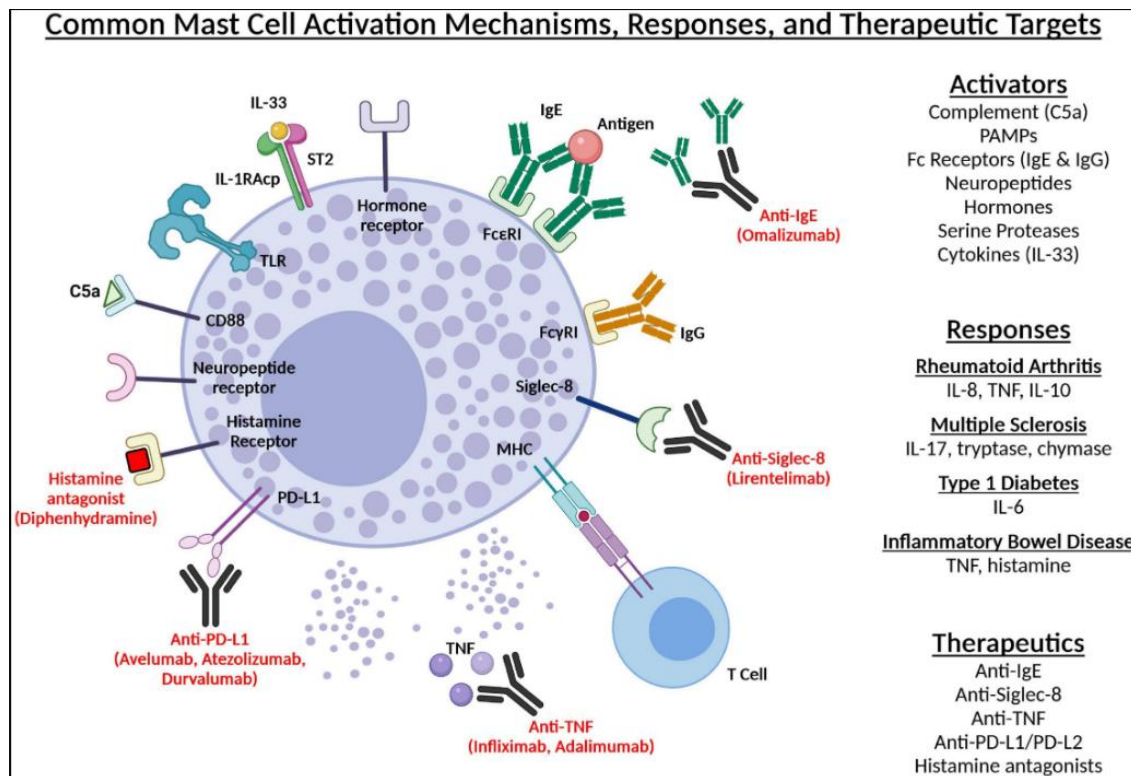 Common Mast Cell Activation Mechanisms, Responses, and Therapeutic Targets
IL-33
ST2
IL-1RAcp
Hormone
receptor
IgE
Antigen
FcεRI
Anti-IgE
(Omalizumab)
TLR
C5a
CD88
FcγRI
IgG
Neuropeptide
receptor
Siglec-8
Histamine
Receptor
MHC
Anti-Siglec-8
(Lirentelimab)
Histamine
antagonist
(Diphenhydramine)
PD-L1
Anti-PD-L1
(Avelumab, Atezolizumab,
Durvalumab)
TNF
Anti-TNF
(Infliximab, Adalimumab)
T Cell
Activators
Complement (C5a)
PAMPs
Fc Receptors (IgE & IgG)
Neuropeptides
Hormones
Serine Proteases
Cytokines (IL-33)
Responses
Rheumatoid Arthritis
IL-8, TNF, IL-10
Multiple Sclerosis
IL-17, tryptase, chymase
Type 1 Diabetes
IL-6
Inflammatory Bowel Disease
TNF, histamine
Therapeutics
Anti-IgE
Anti-Siglec-8
Anti-TNF
Anti-PD-L1/PD-L2
Histamine antagonists